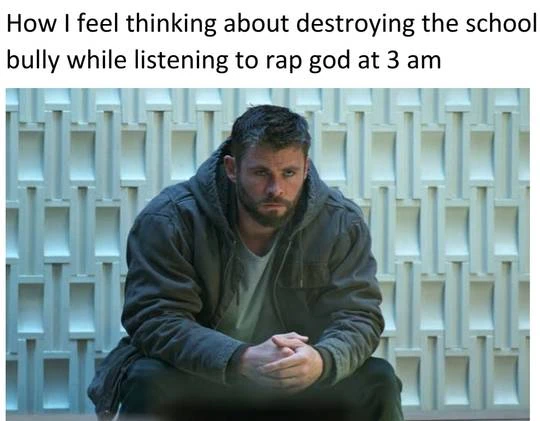 How I feel thinking about destroying the school
bully while listening to rap god at 3 am